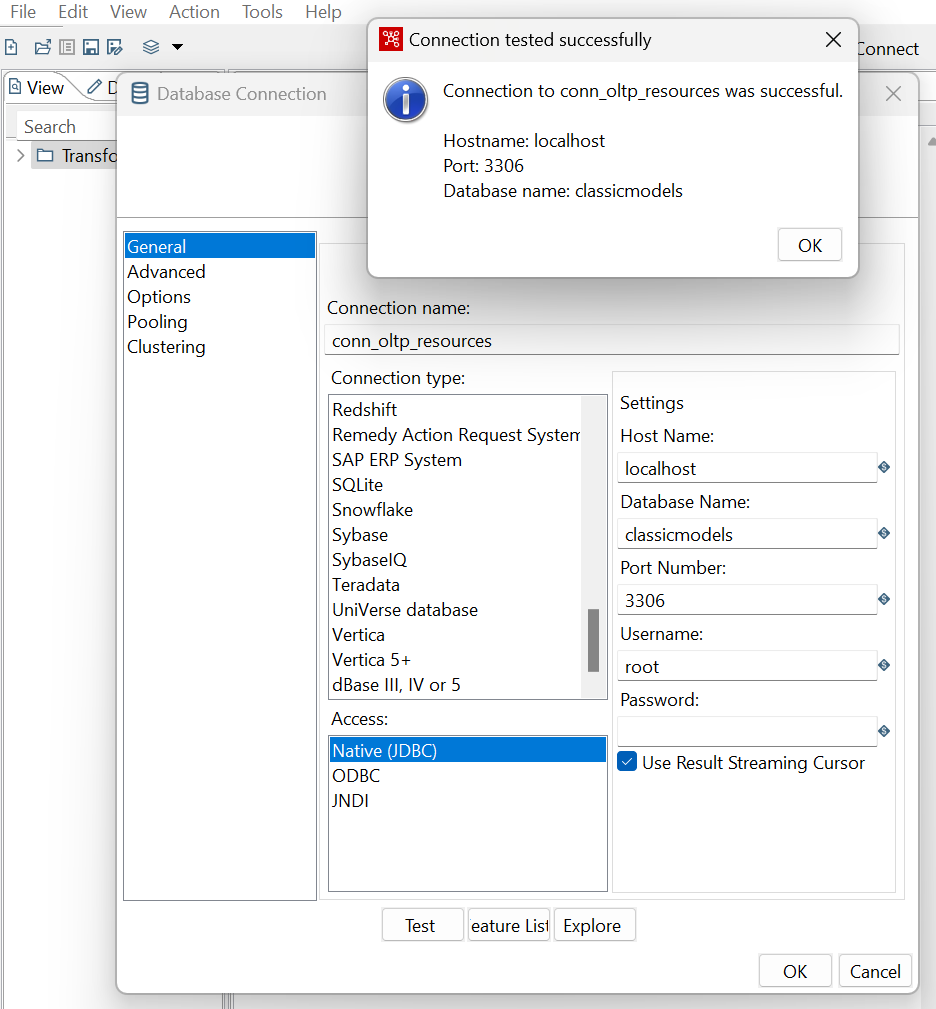 File Edit View Action Tools Help
Connection tested successfully
Connect
View
Database Connection
Connection to conn_oltp_resources was successful.
Search
Hostname: localhost
Transfo
Port: 3306
Database name: classicmodels
OK
General
Advanced
Options
Pooling
Clustering
Connection name:
conn_oltp_resources
Connection type:
Redshift
Remedy Action Request System
SAP ERP System
SQLite
Snowflake
Sybase
SybaseIQ
Teradata
UniVerse database
Vertica
Vertica 5+
dBase III, IV or 5
Access:
Native (JDBC)
ODBC
JNDI
Settings
Host Name:
localhost
Database Name:
classicmodels
Port Number:
3306
Username:
root
Password:
Use Result Streaming Cursor
Test eature List Explore
OK Cancel